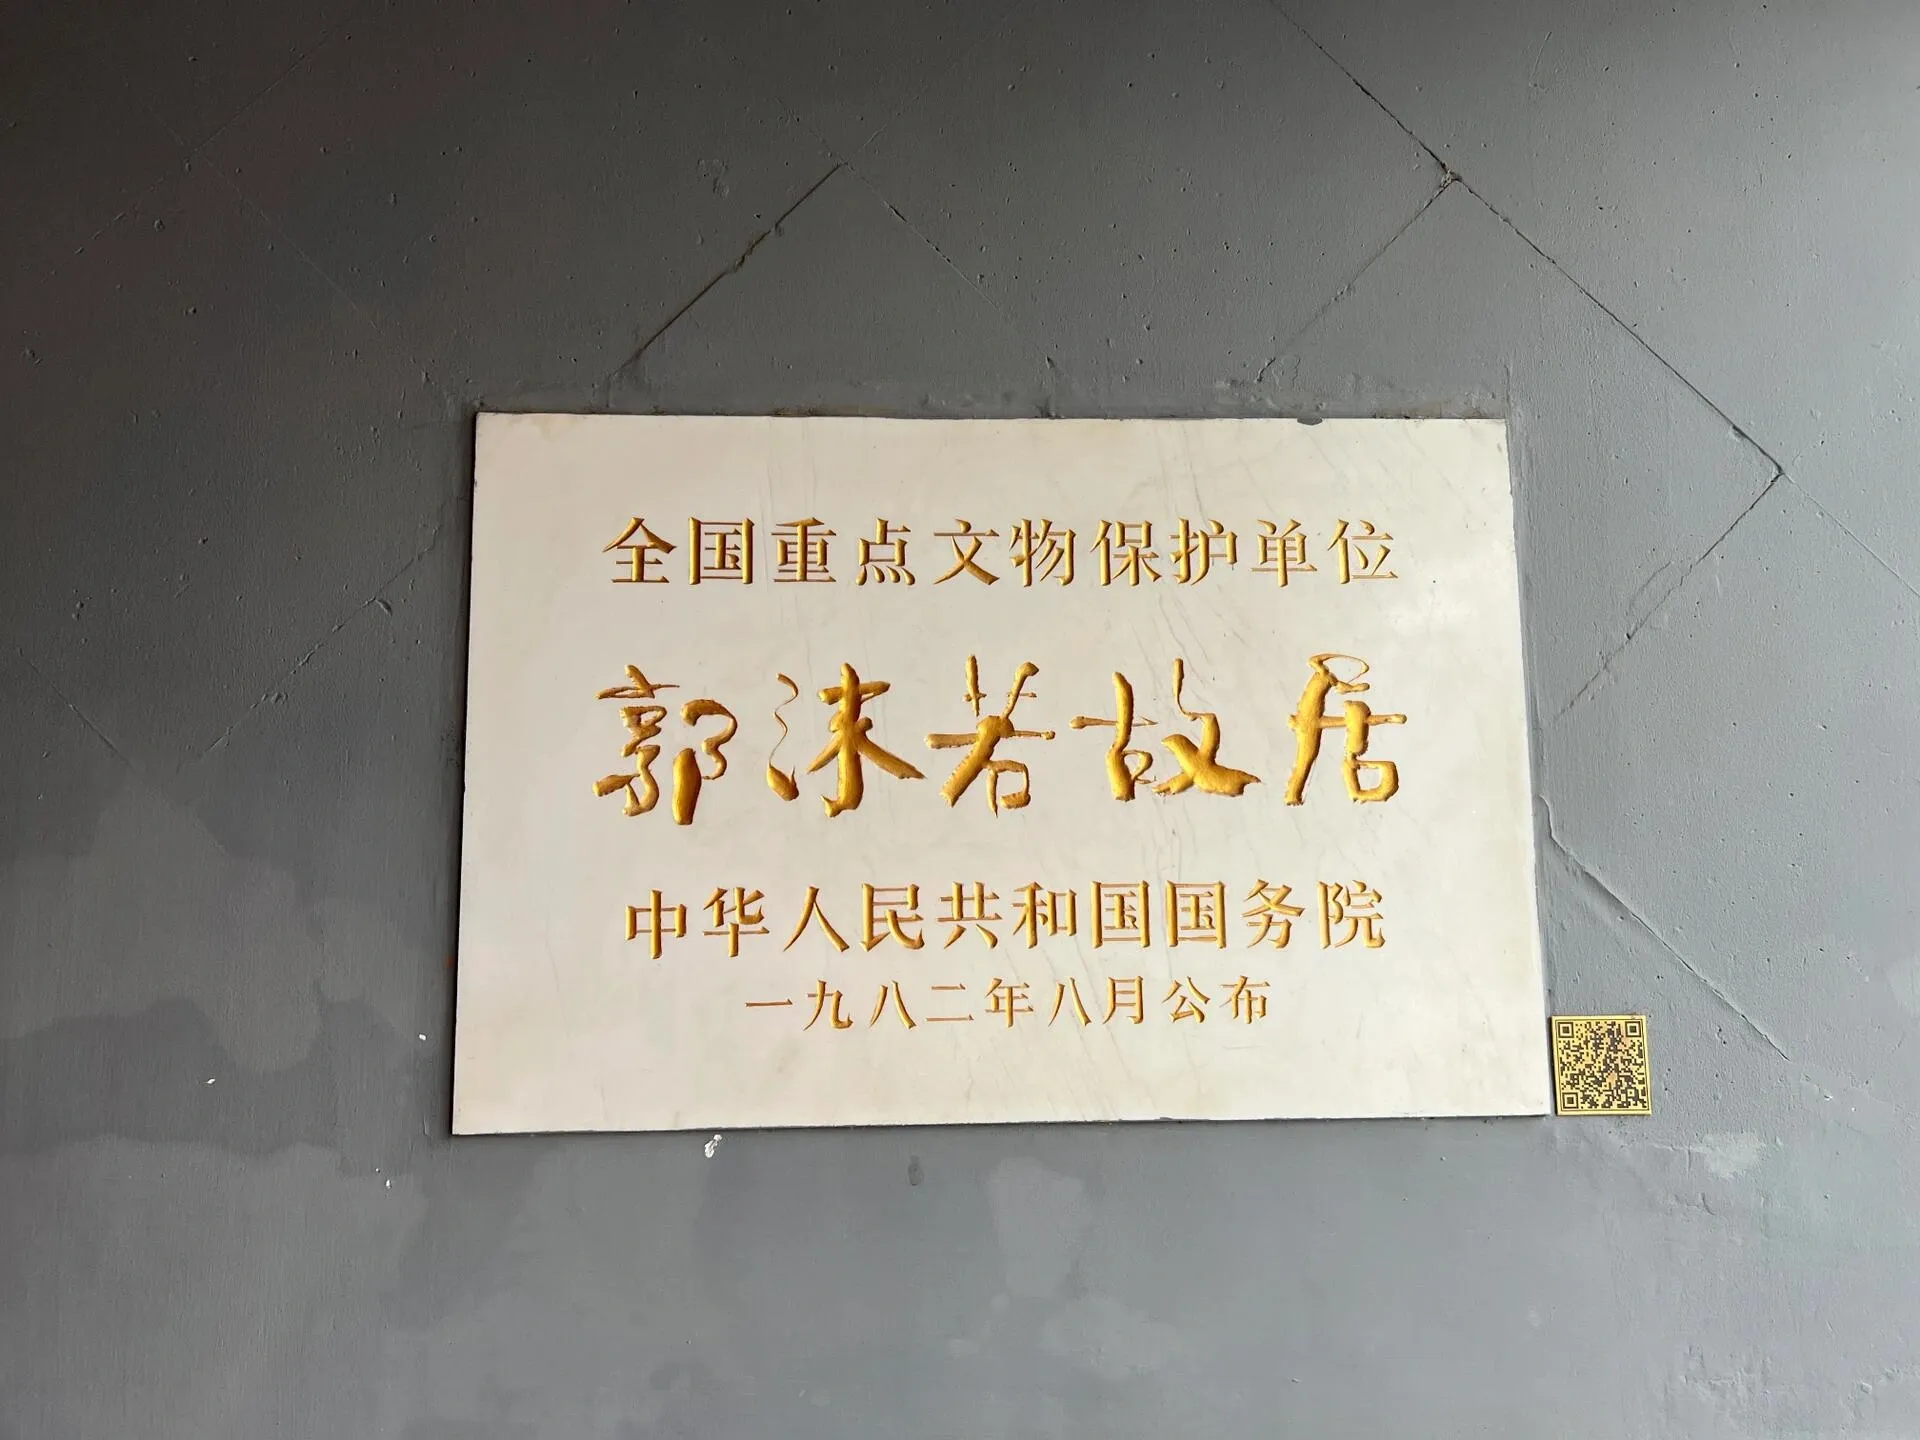 全国重点文物保护单位
郭沫若故居
中华人民共和国国务院
一九八二年八月公布